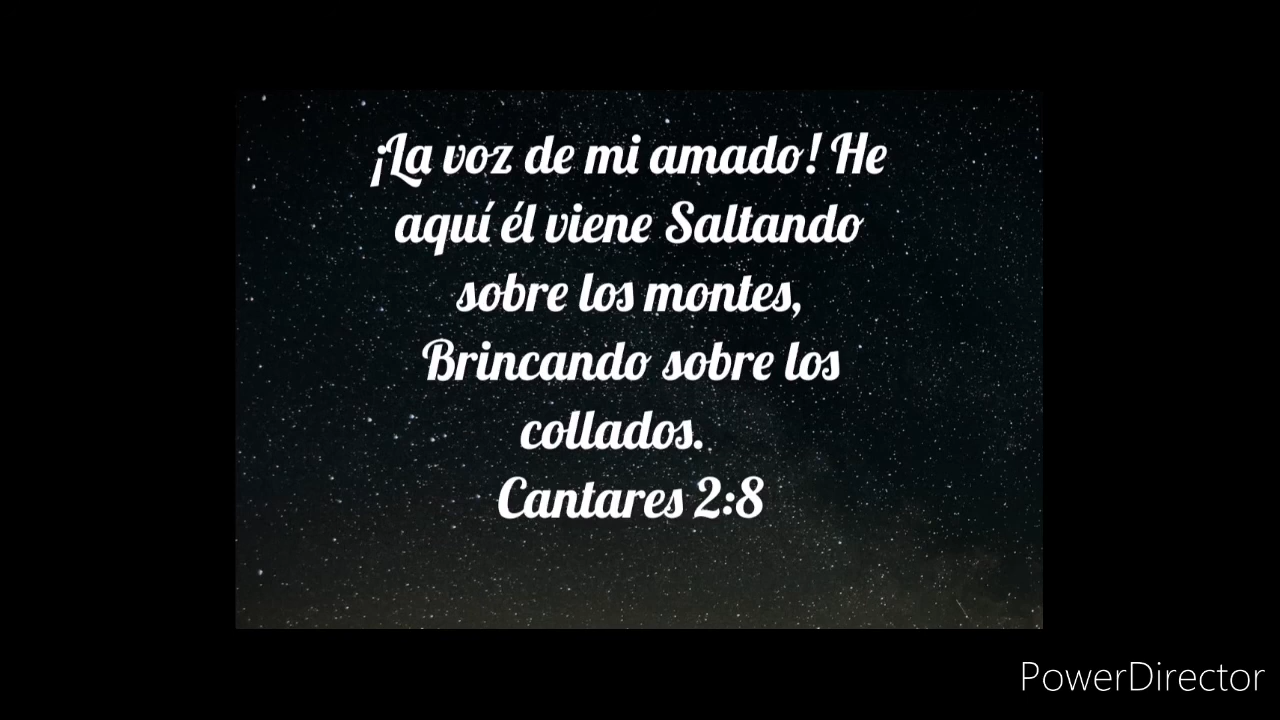 ¡La voz de mi amado! He
aquí él viene Saltando
sobre los montes,
Brincando sobre los
collados.
Cantares 2:8
PowerDirector